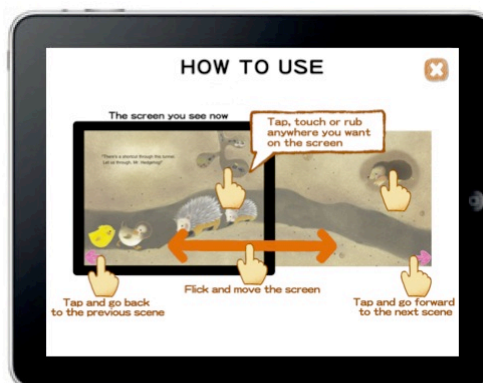 HOW TO USE
The screen you see now
Tap, touch or rub
anywhere you want
on the screen
"There's a shortcut through this tunnel.
Let us through, Mr. Hedgehog!"
Tap and go back
to the previous scene
Flick and move the screen
Tap and go forward
to the next scene